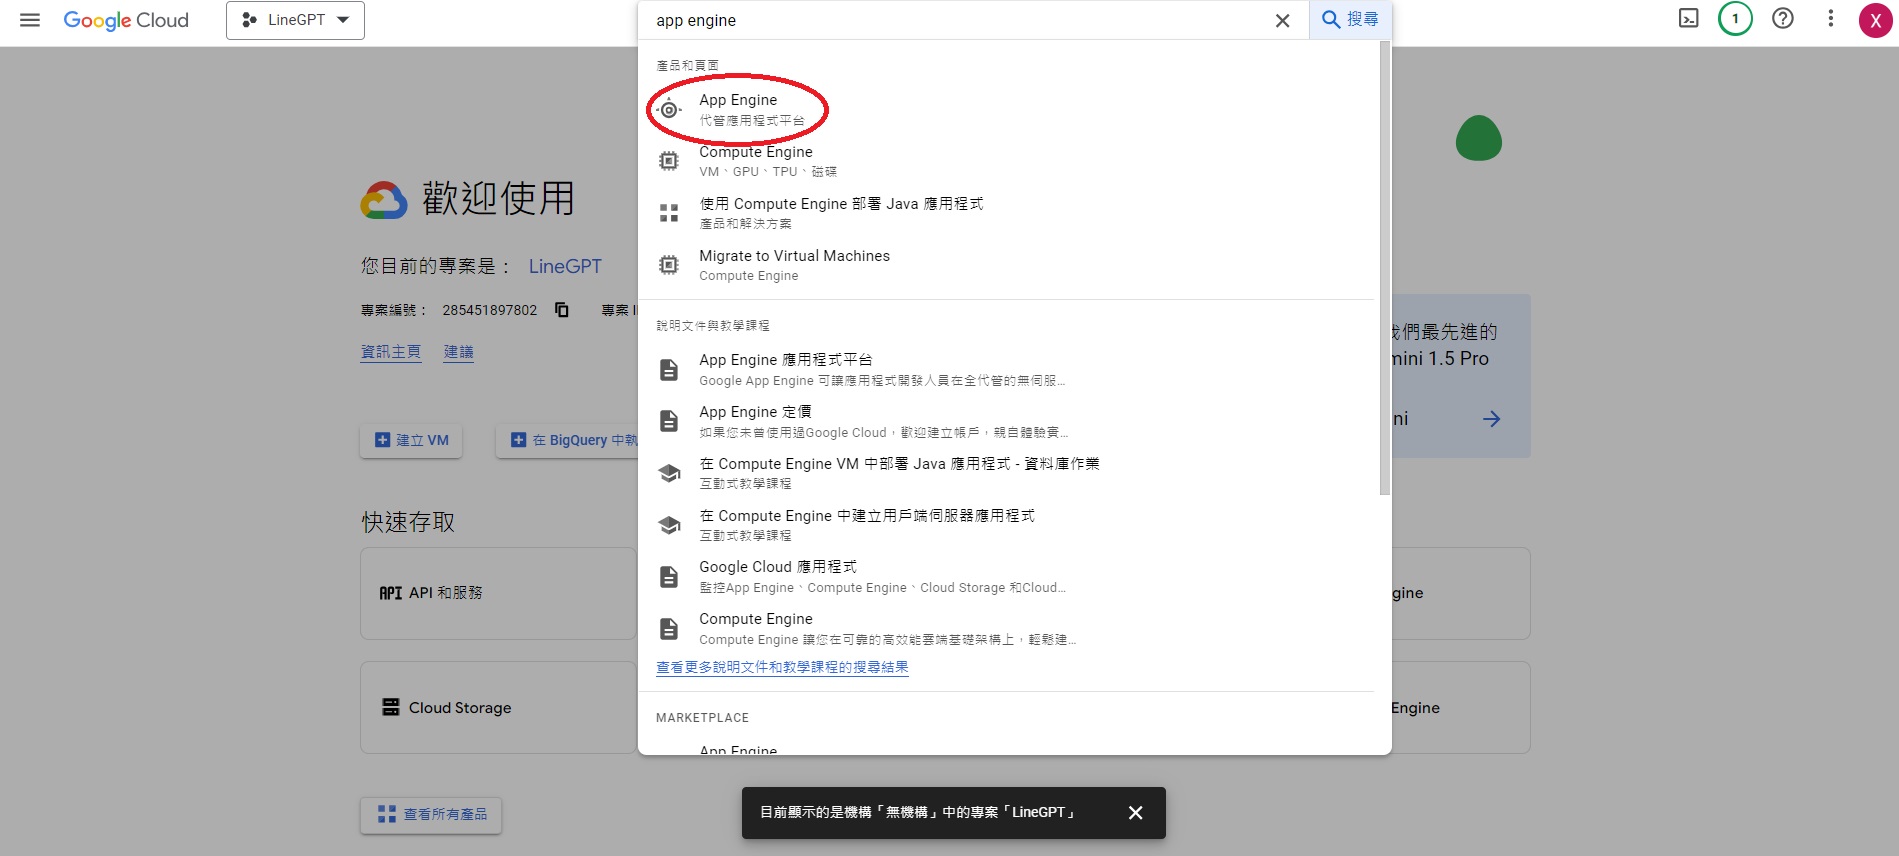 Google Cloud
LineGPT
app engine
搜尋
1
X
產品和頁面
App Engine
代管應用程式平台
Compute Engine
VM、GPU、TPU、磁碟
使用 Compute Engine 部署 Java 應用程式
產品和解決方案
Migrate to Virtual Machines
Compute Engine
說明文件與教學課程
App Engine 應用程式平台
Google App Engine 可讓應用程式開發人員在全代管的無伺服...
App Engine 定價
如果您未曾使用過Google Cloud，歡迎建立帳戶，親自體驗實...
在 Compute Engine VM 中部署 Java 應用程式 - 資料庫作業
互動式教學課程
在 Compute Engine 中建立用戶端伺服器應用程式
互動式教學課程
Google Cloud 應用程式
監控App Engine、Compute Engine、Cloud Storage 和Cloud...
Compute Engine
Compute Engine 讓您在可靠的高效能雲端基礎架構上，輕鬆建...
查看更多說明文件和教學課程的搜尋結果
MARKETPLACE
App Engine
歡迎使用
您目前的專案是： LineGPT
專案編號： 285451897802 專案 I
資訊主頁 建議
建立 VM 在 BigQuery 中執
我們最先進的
mini 1.5 Pro
ni
快速存取
API API 和服務
gine
Cloud Storage
Engine
查看所有產品
目前顯示的是機構「無機構」中的專案「LineGPT」